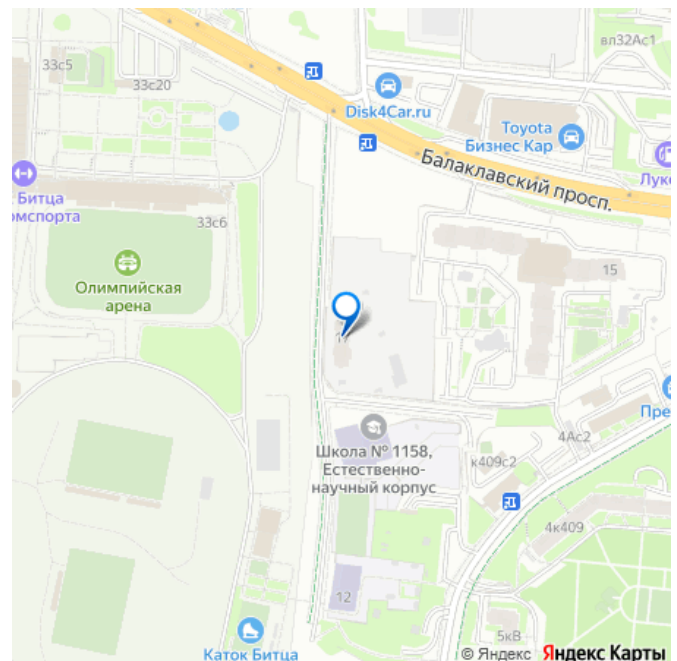 33с5
33с20
вл32Ас1
Disk4Car.ru
Toyota
Бизнес Кар
Луко
Балаклавский просп.
Битца
омспорта
33с6
Олимпийская
арена
15
Школа № 1158,
Естественно-
научный корпус
Пре
4Ас2
к409с2
4к409
12
5кВ
Каток Битца
© Яндекс Яндекс Карты